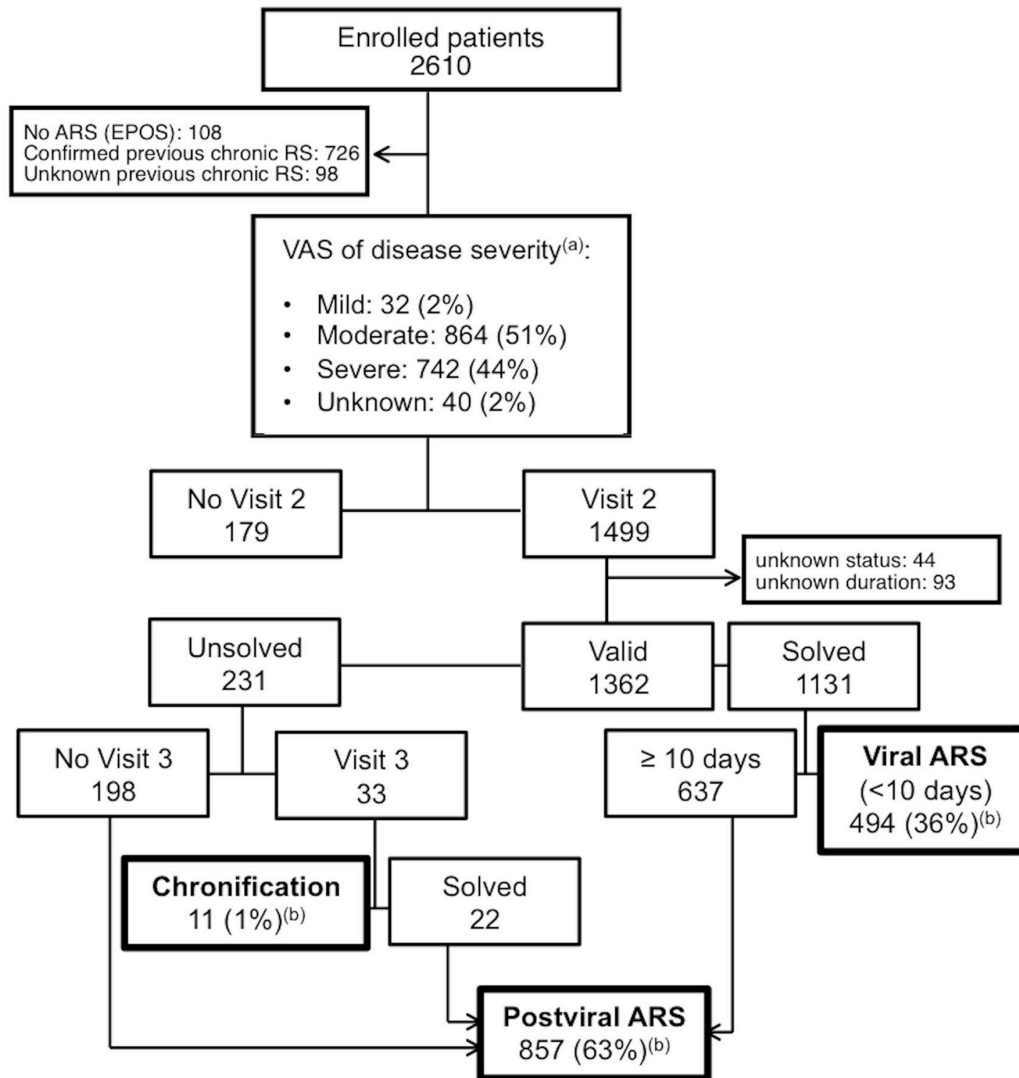 Enrolled patients
2610
No ARS (EPOS): 108
Confirmed previous chronic RS: 726
Unknown previous chronic RS: 98
VAS of disease severity(a):
• Mild: 32 (2%)
• Moderate: 864 (51%)
• Severe: 742 (44%)
• Unknown: 40 (2%)
No Visit 2
179
Visit 2
1499
unknown status: 44
unknown duration: 93
Unsolved
231
Valid
1362
Solved
1131
No Visit 3
198
Visit 3
33
≥ 10 days
637
Viral ARS
(<10 days)
494 (36%)(b)
Chronification
11 (1%)(b)
Solved
22
Postviral ARS
857 (63%)(b)